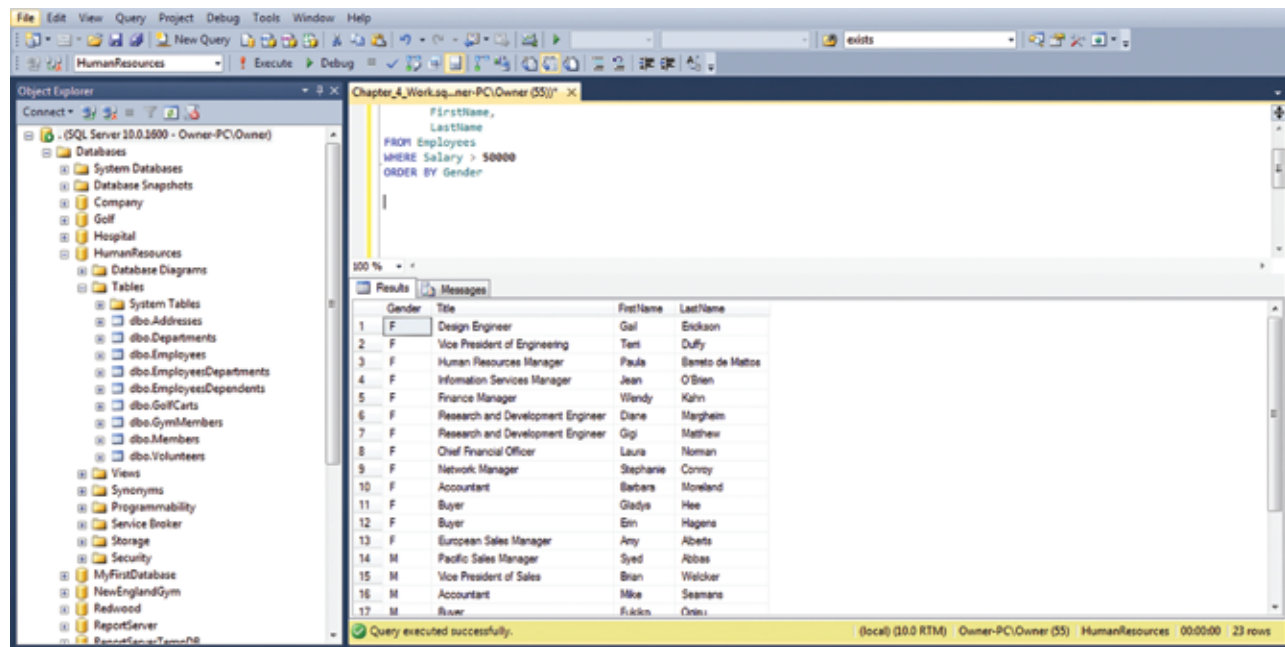 File Edit View Query Project Debug Tools Window Help
New Query exists
HumanResources Execute Debug
Object Explorer Chapter_4_Work.sq...ner-PC\Owner (55))* X
Connect
. (SQL Server 10.0.1600 - Owner-PC\Owner)
Databases
System Databases
Database Snapshots
Company
Golf
Hospital
HumanResources
Database Diagrams
Tables
System Tables
dbo.Addresses
dbo.Departments
dbo.Employees
dbo.EmployeesDepartments
dbo.EmployeesDependents
dbo.GolfCarts
dbo.GymMembers
dbo.Members
dbo.Volunteers
Views
Synonyms
Programmability
Service Broker
Storage
Security
MyFirstDatabase
NewEnglandGym
Redwood
ReportServer
ReportServerTempDB
FirstName,
LastName
FROM Employees
WHERE Salary > 50000
ORDER BY Gender
100 %
Results Messages
Gender Title FirstName LastName
1 F Design Engineer Gail Erickson
2 F Vice President of Engineering Terri Duffy
3 F Human Resources Manager Paula Barreto de Mattos
4 F Information Services Manager Jean O'Brien
5 F Finance Manager Wendy Kahn
6 F Research and Development Engineer Diane Margheim
7 F Research and Development Engineer Gigi Matthew
8 F Chief Financial Officer Laura Norman
9 F Network Manager Stephanie Conroy
10 F Accountant Barbara Moreland
11 F Buyer Gladys Hee
12 F Buyer Erin Hagens
13 F European Sales Manager Amy Alberts
14 M Pacific Sales Manager Syed Abbas
15 M Vice President of Sales Brian Welcker
16 M Accountant Mike Seamans
17 M Buyer
Query executed successfully. (local) (10.0 RTM) Owner-PC\Owner (55) HumanResources 00:00:00 23 rows